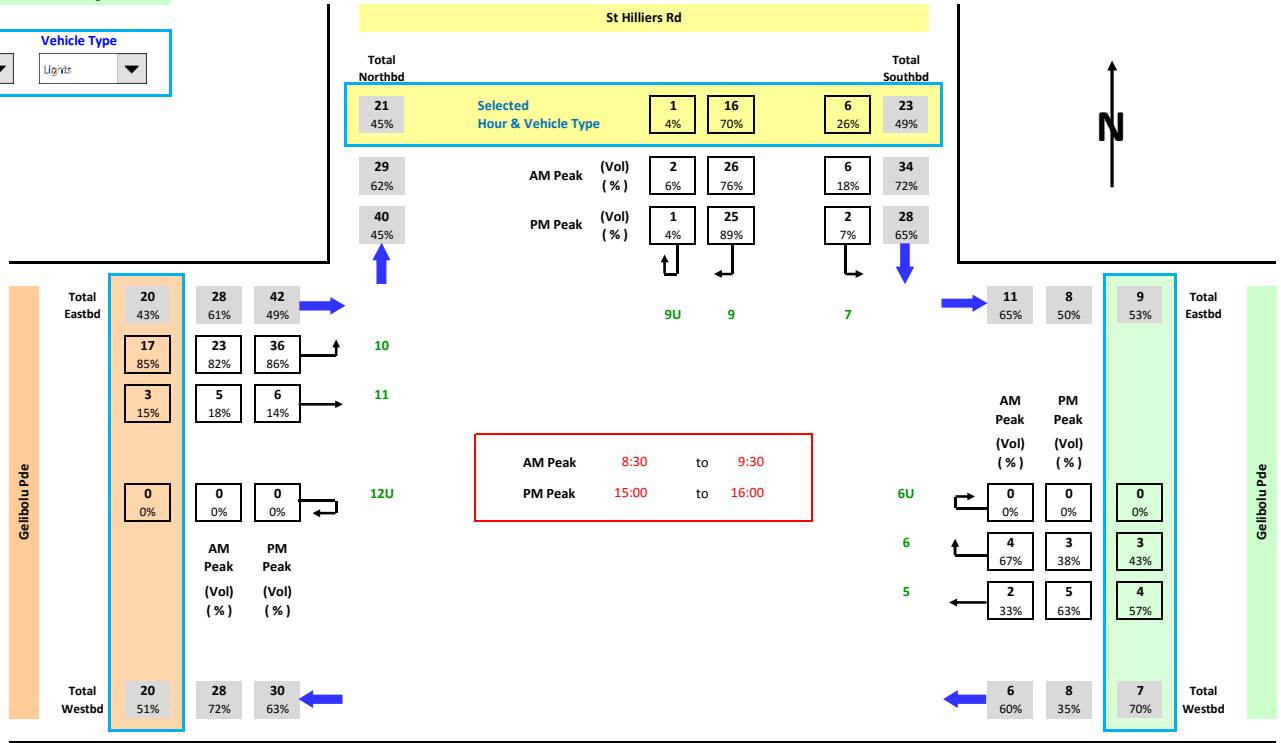 St Hilliers Rd
Vehicle Type
Lights
Total Northbd
Total Southbd
21 45%
Selected Hour & Vehicle Type
1 4%
16 70%
6 26%
23 49%
N
29 62%
AM Peak (Vol) ( % )
2 6%
26 76%
6 18%
34 72%
40 45%
PM Peak (Vol) ( % )
1 4%
25 89%
2 7%
28 65%
Total Eastbd
20 43%
28 61%
42 49%
9U 9 7
11 65%
8 50%
9 53%
Total Eastbd
17 85%
23 82%
36 86%
10
3 15%
5 18%
6 14%
11
AM Peak (Vol) ( % )
PM Peak (Vol) ( % )
Gelibolu Pde
AM Peak 8:30 to 9:30
PM Peak 15:00 to 16:00
Gelibolu Pde
0 0%
0 0%
0 0%
12U
6U
0 0%
0 0%
0 0%
AM Peak (Vol) ( % )
PM Peak (Vol) ( % )
6
4 67%
3 38%
3 43%
5
2 33%
5 63%
4 57%
Total Westbd
20 51%
28 72%
30 63%
6 60%
8 35%
7 70%
Total Westbd